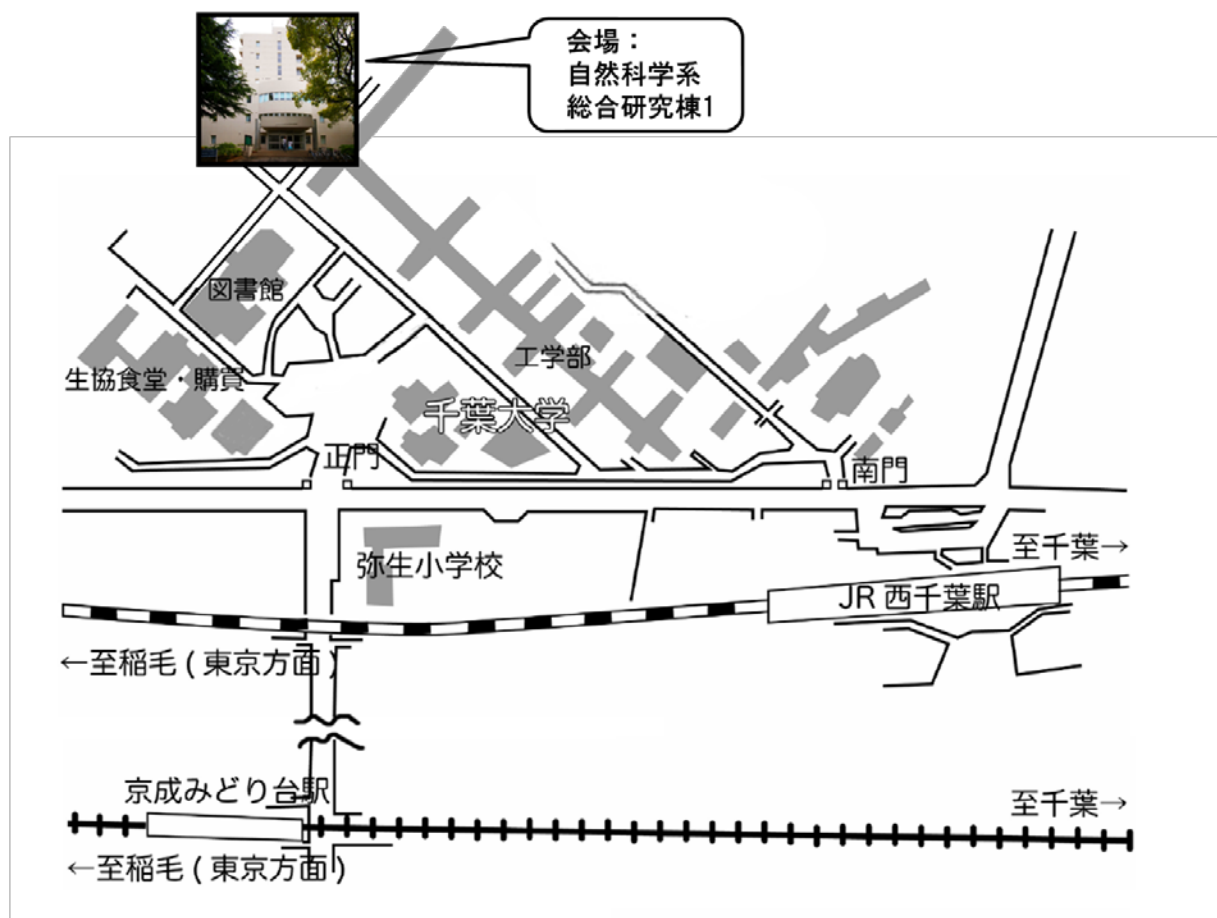 会場：
自然科学系
総合研究棟1
図書館
生協食堂・購買
工学部
千葉大学
正門
南門
弥生小学校
至千葉→
JR 西千葉駅
←至稲毛 ( 東京方面 )
京成みどり台駅
至千葉→
←至稲毛 ( 東京方面 )